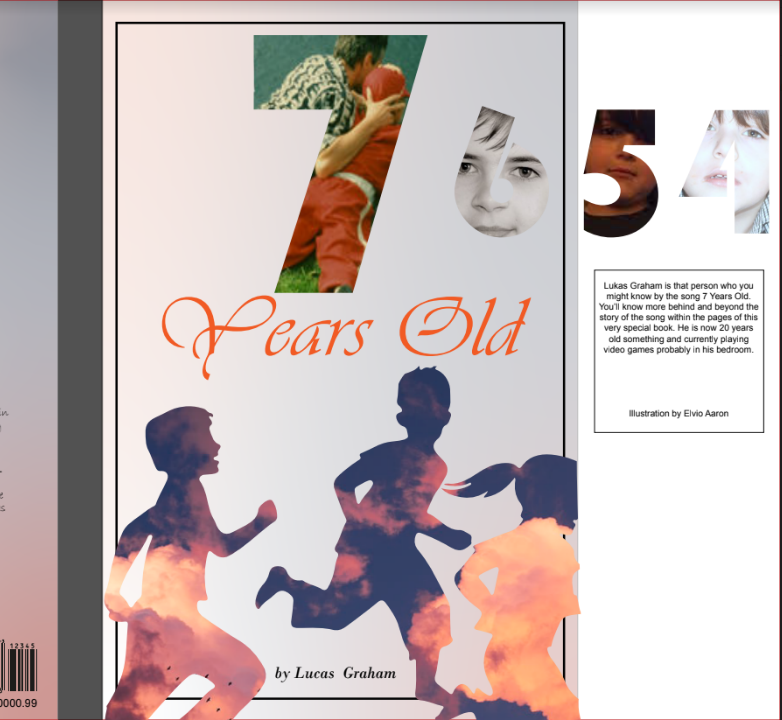 7 6 5 4
Years Old
by Lucas Graham
Lukas Graham is that person who you
might know by the song 7 Years Old.
You'll know more behind and beyond the
story of the song within the pages of this
very special book. He is now 20 years
old something and currently playing
video games probably in his bedroom.
Illustration by Elvio Aaron
12345
0000.99